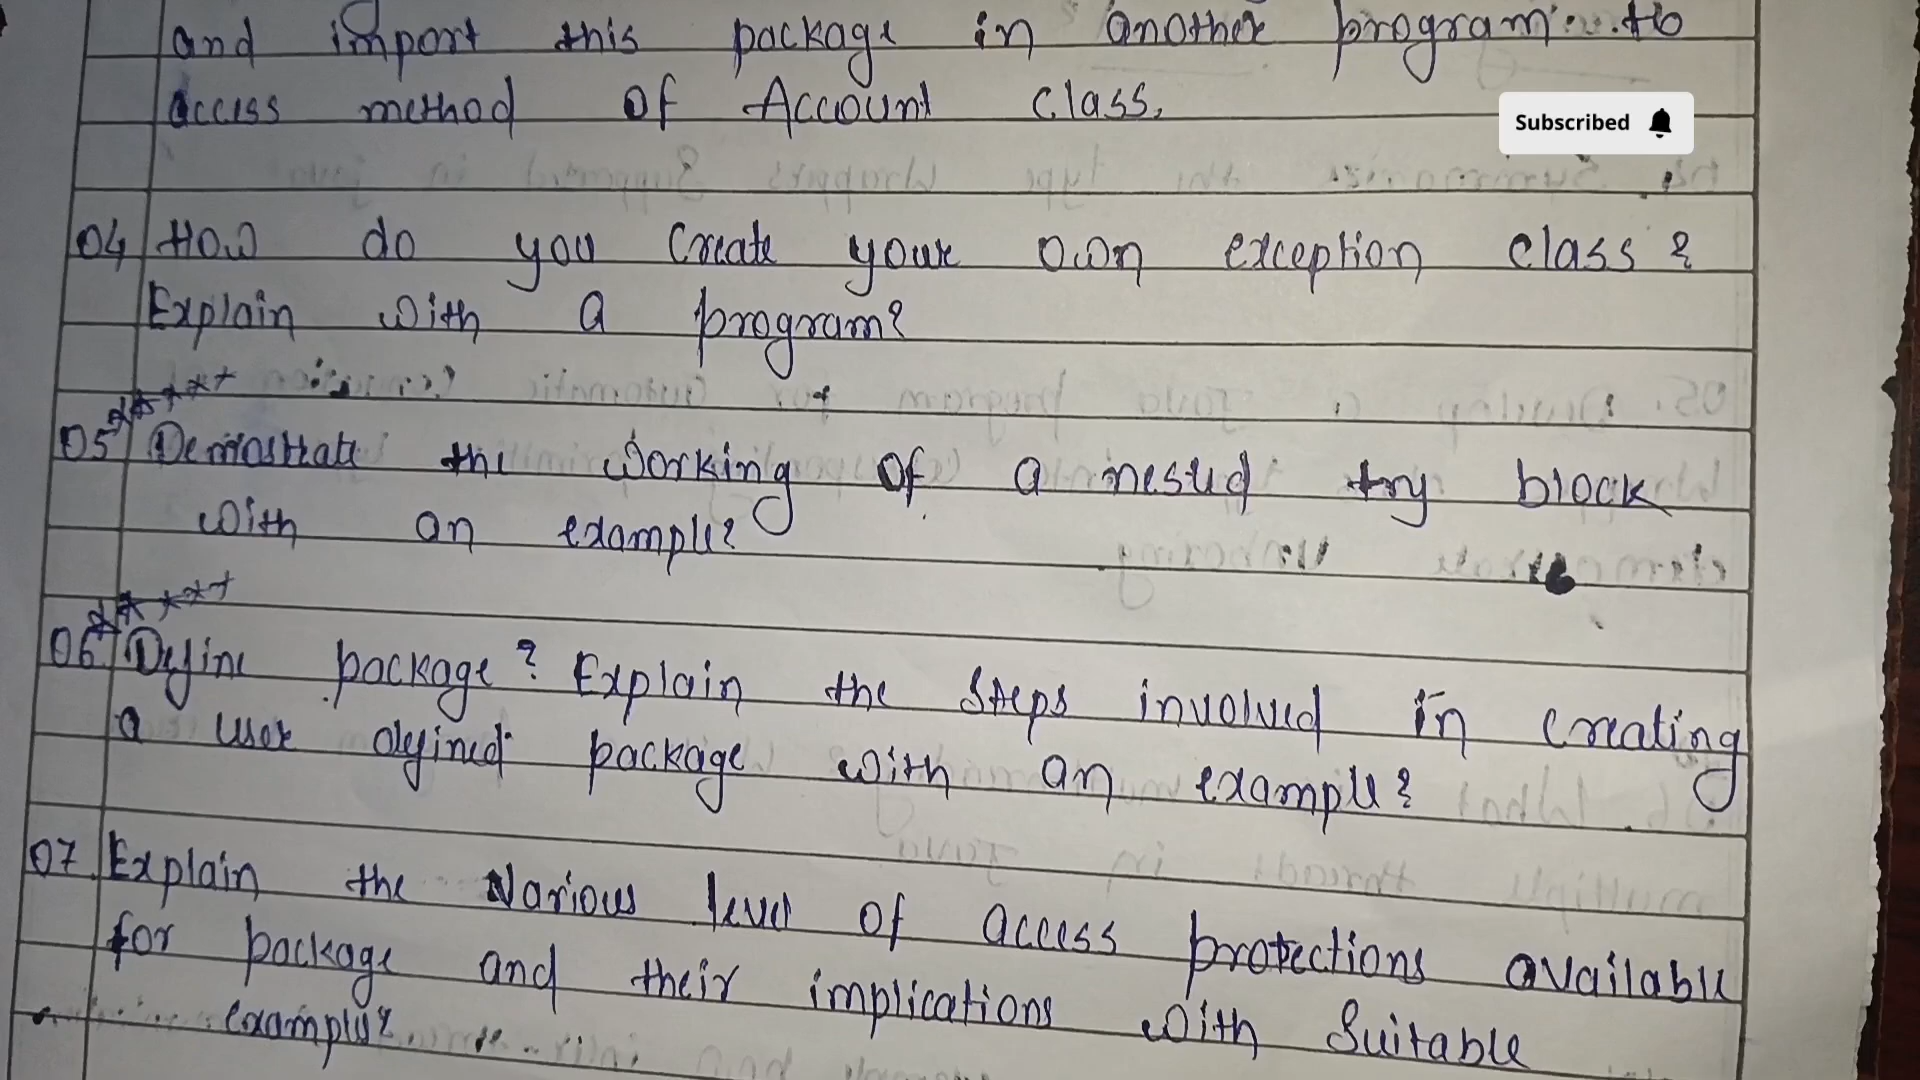 and import this package in another program to
access method of Account class.
Subscribed
04 How do you Create your own exception class?
Explain with a program?
05 Demostrate the working of a nested try block
with an example?
06 Define package? Explain the Steps involved in creating
a user defined package with an example?
07 Explain the Various level of access protections available
for package and their implications with Suitable
example?